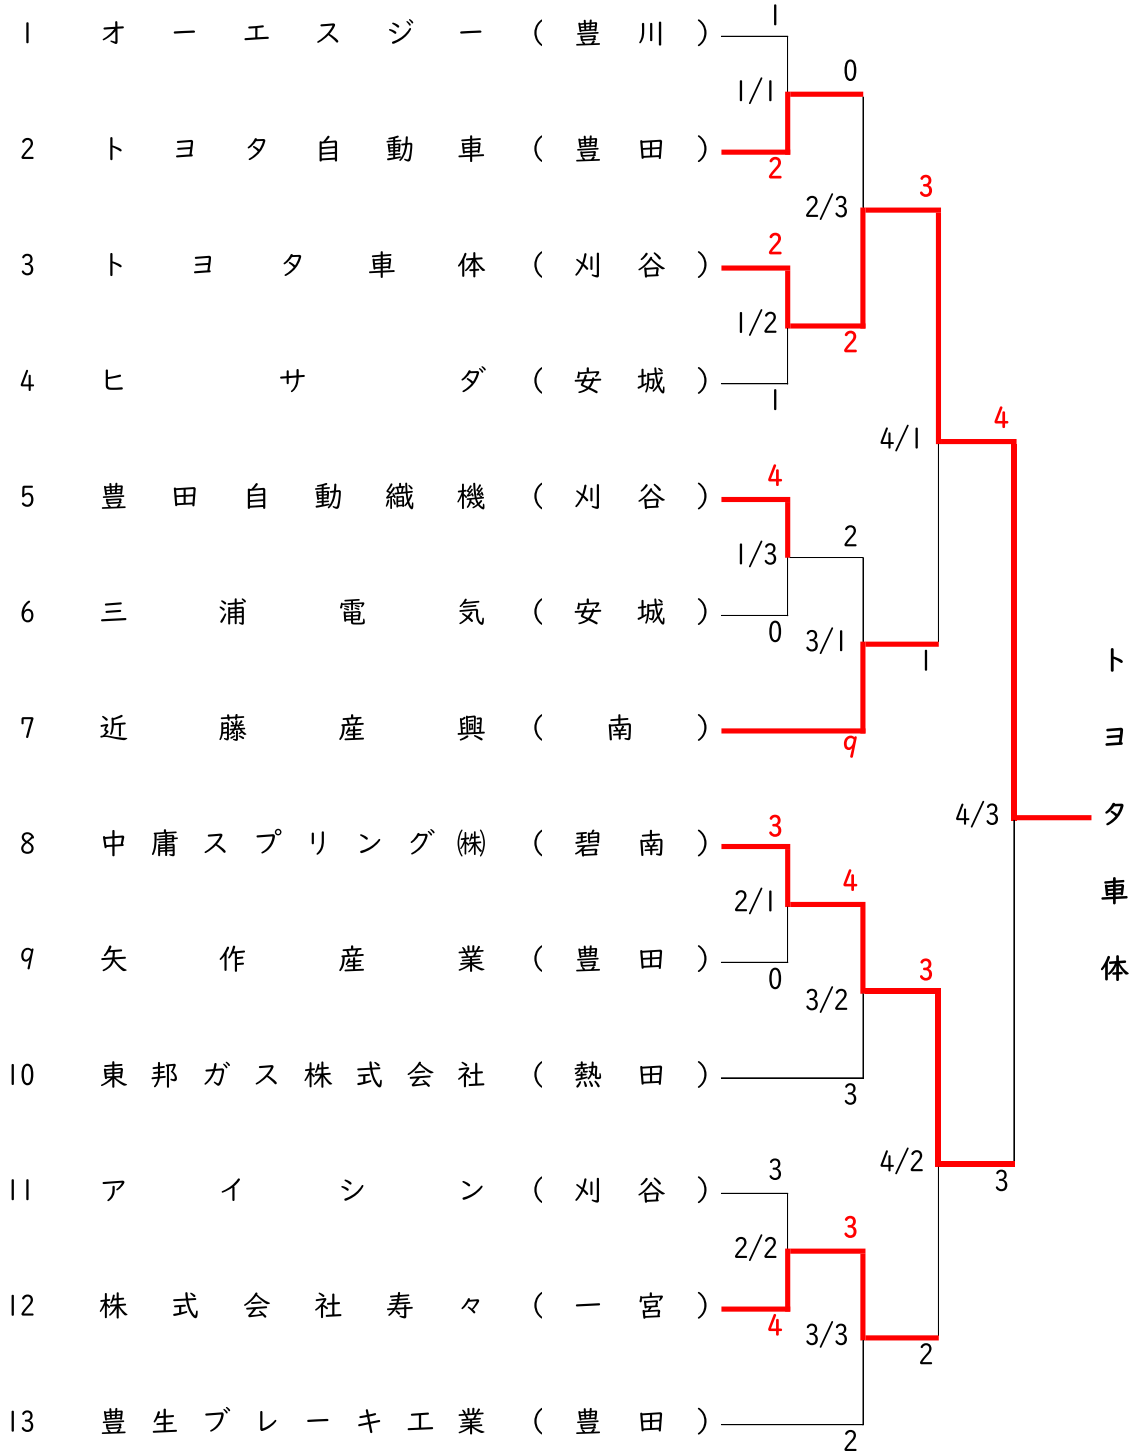 1 オーエスジー(豊川) 1
0
1/1
2 トヨタ自動車(豊田) 2
3
2/3
2
3 トヨタ車体(刈谷)
1/2
2
4 ヒサダ(安城) 1
4
4/1
4
5 豊田自動織機(刈谷)
2
1/3
6 三浦電気(安城) 0
3/1
1
7 近藤産興(南) 9
トヨタ車体
4/3
3
8 中庸スプリング㈱(碧南)
4
2/1
9 矢作産業(豊田) 0
3
3/2
10 東邦ガス株式会社(熱田) 3
4/2
3
3
11 アイシン(刈谷)
3
2/2
12 株式会社寿々(一宮) 4
3/3
2
13 豊生ブレーキ工業(豊田) 2